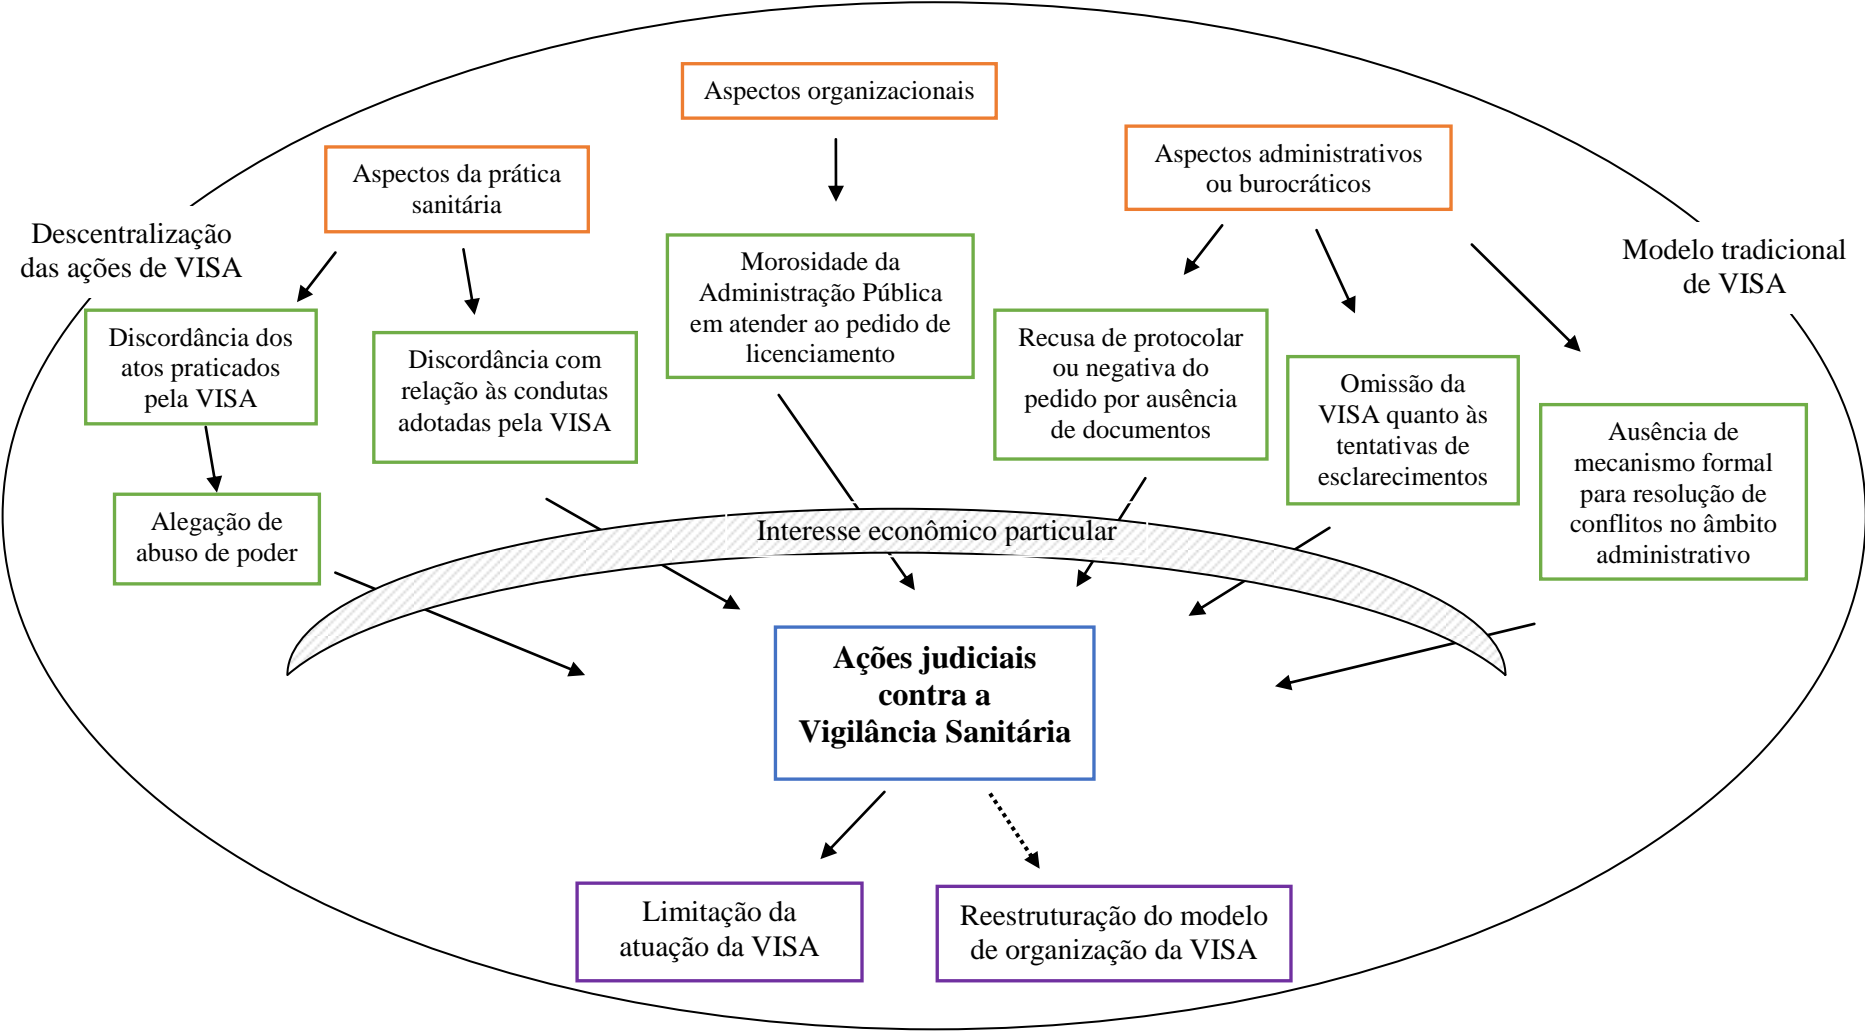 Aspectos organizacionais
Aspectos da prática
sanitária
Aspectos administrativos
ou burocráticos
Descentralização
das ações de VISA
Modelo tradicional
de VISA
Discordância dos
atos praticados
pela VISA
Discordância com
relação às condutas
adotadas pela VISA
Morosidade da
Administração Pública
em atender ao pedido de
licenciamento
Recusa de protocolar
ou negativa do
pedido por ausência
de documentos
Omissão da
VISA quanto às
tentativas de
esclarecimentos
Ausência de
mecanismo formal
para resolução de
conflitos no âmbito
administrativo
Alegação de
abuso de poder
Interesse econômico particular
Ações judiciais
contra a
Vigilância Sanitária
Limitação da
atuação da VISA
Reestruturação do modelo
de organização da VISA